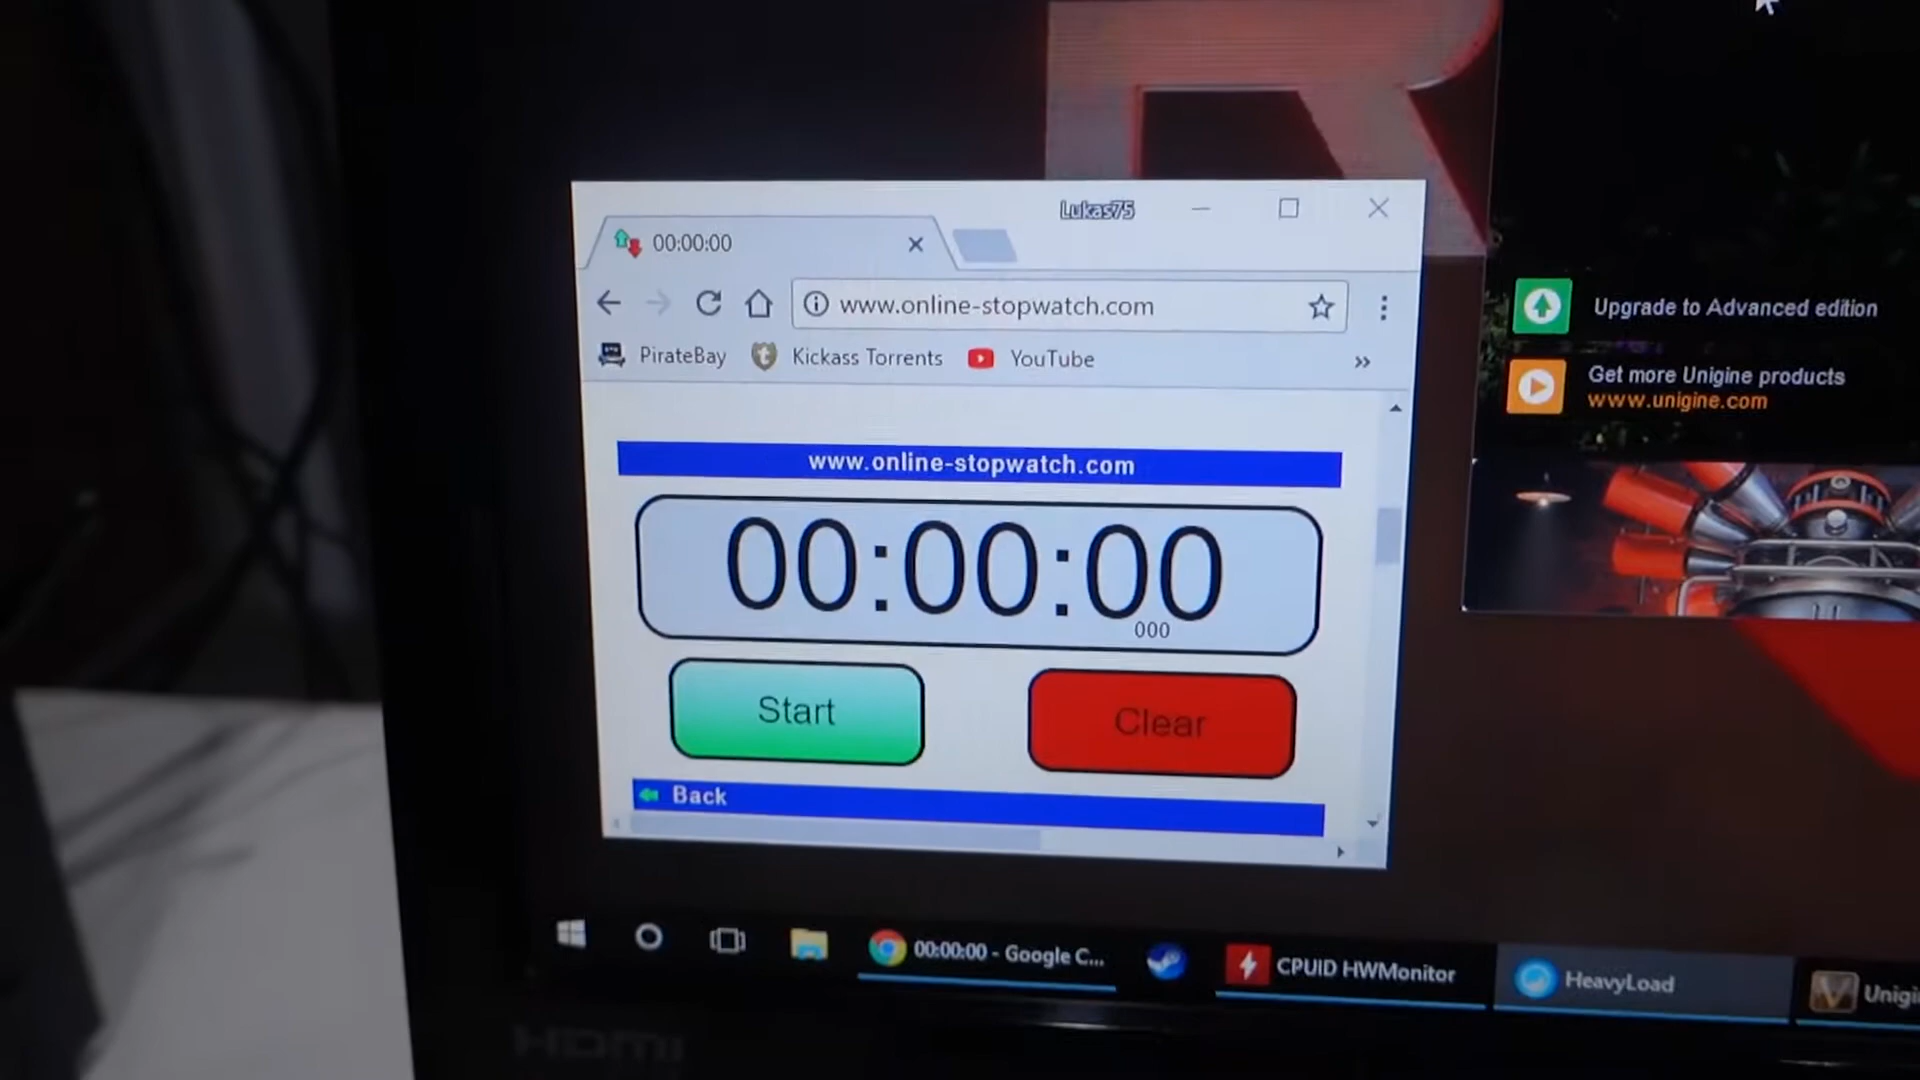 Lukas75
00:00:00
www.online-stopwatch.com
PirateBay
Kickass Torrents
YouTube
»
www.online-stopwatch.com
00:00:00
000
Start
Clear
Back
Upgrade to Advanced edition
Get more Unigine products
www.unigine.com
00:00:00 - Google C...
CPUID HWMonitor
HeavyLoad
Unigi
HDMI